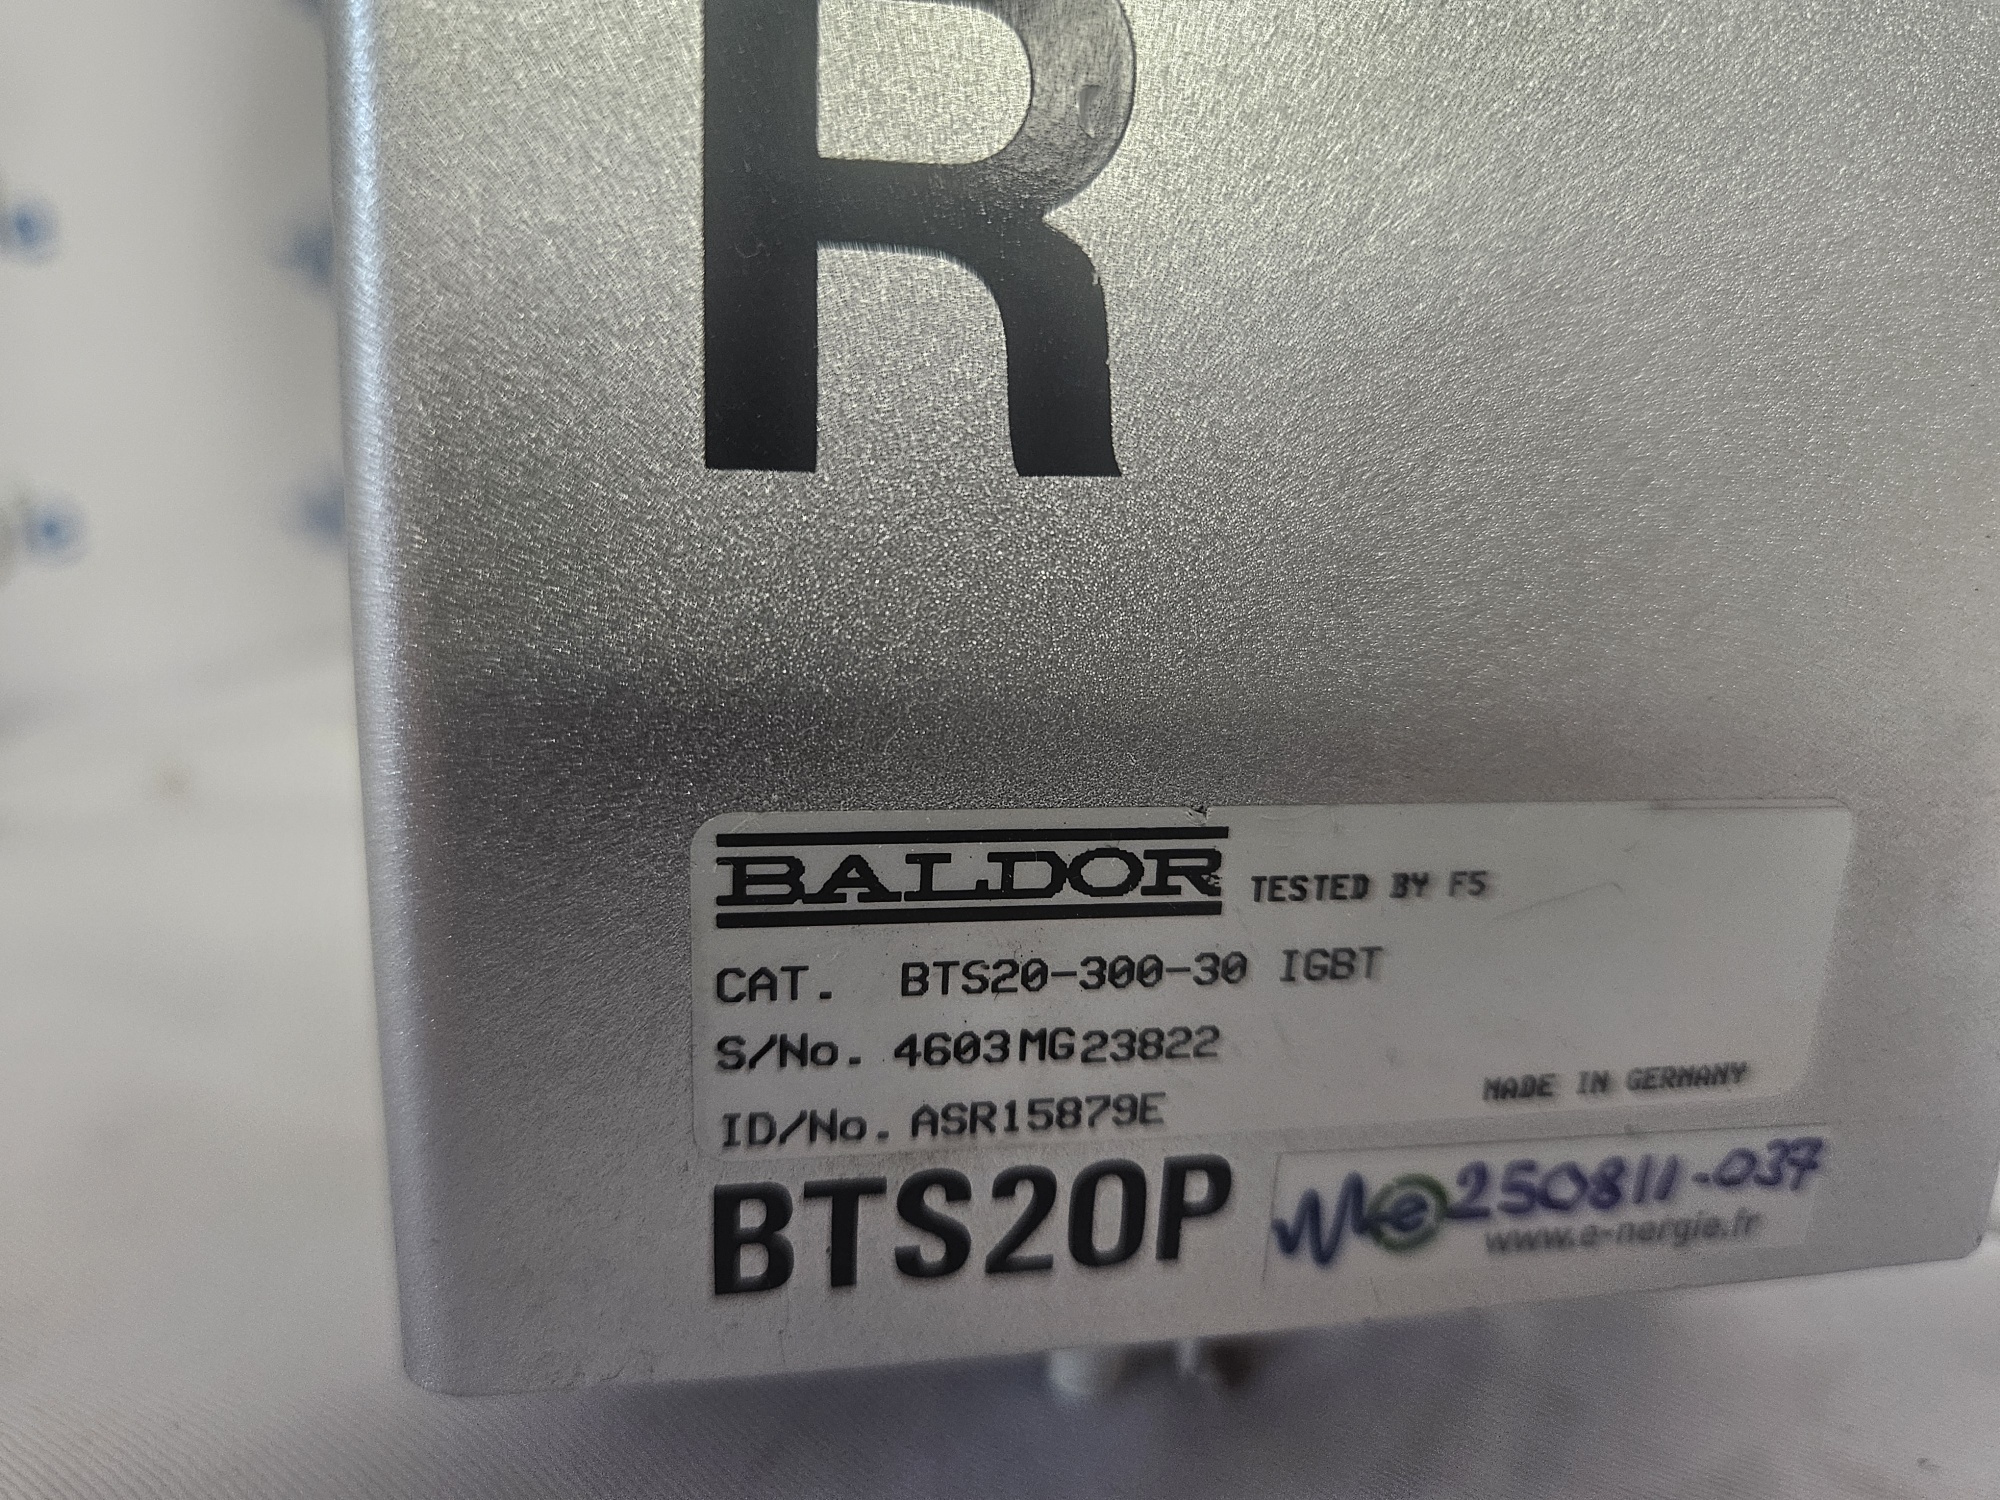 R
BALDOR TESTED BY F5
CAT. BTS20-300-30 IGBT
S/No. 4603MG23822
MADE IN GERMANY
ID/No. ASR15879E
BTS20P
e 250811-037
www.e-nergie.fr